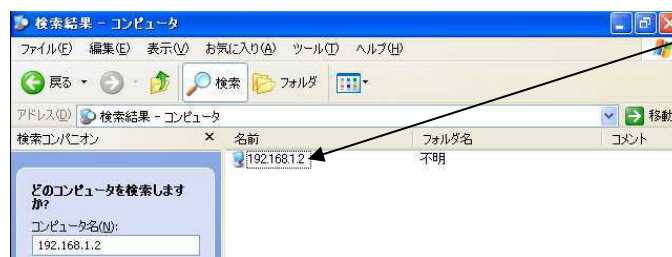 検索結果 - コンピュータ
ファイル(F) 編集(E) 表示(V) お気に入り(A) ツール(T) ヘルプ(H)
戻る 検索 フォルダ
アドレス(D) 検索結果 - コンピュータ 移動
検索コンパニオン × 名前 フォルダ名 コメント
192.168.1.2 不明
どのコンピュータを検索します
か?
コンピュータ名(N):
192.168.1.2